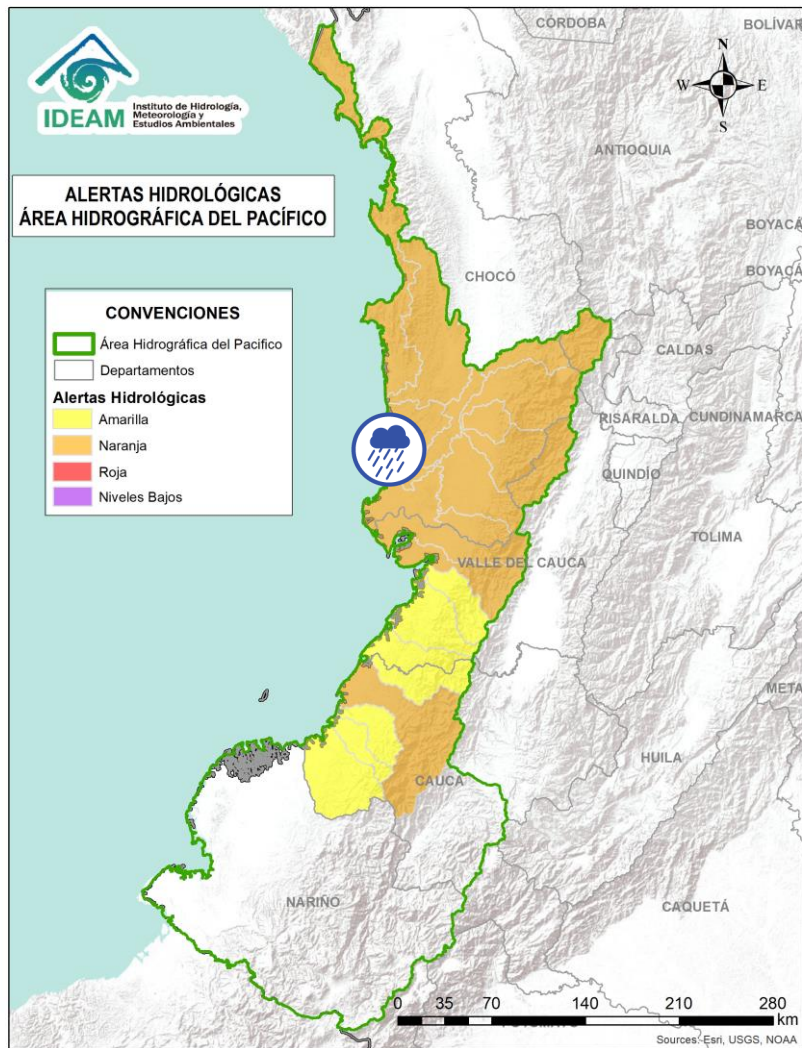 CÓRDOBA
BOLÍVAR
N
W E
S
IDEAM
Instituto de Hidrología,
Meteorología y
Estudios Ambientales
ANTIOQUIA
ALERTAS HIDROLÓGICAS
ÁREA HIDROGRÁFICA DEL PACÍFICO
BOYACÁ
CHOCÓ
BOYACÁ
CONVENCIONES
Área Hidrográfica del Pacifico
Departamentos
Alertas Hidrológicas
Amarilla
Naranja
Roja
Niveles Bajos
CALDAS
RISARALDA
CUNDINAMARCA
QUINDÍO
TOLIMA
VALLE DEL CAUCA
META
HUILA
CAUCA
NARIÑO
CAQUETÁ
0 35 70 140 210 280
km
Sources: Esri, USGS, NOAA